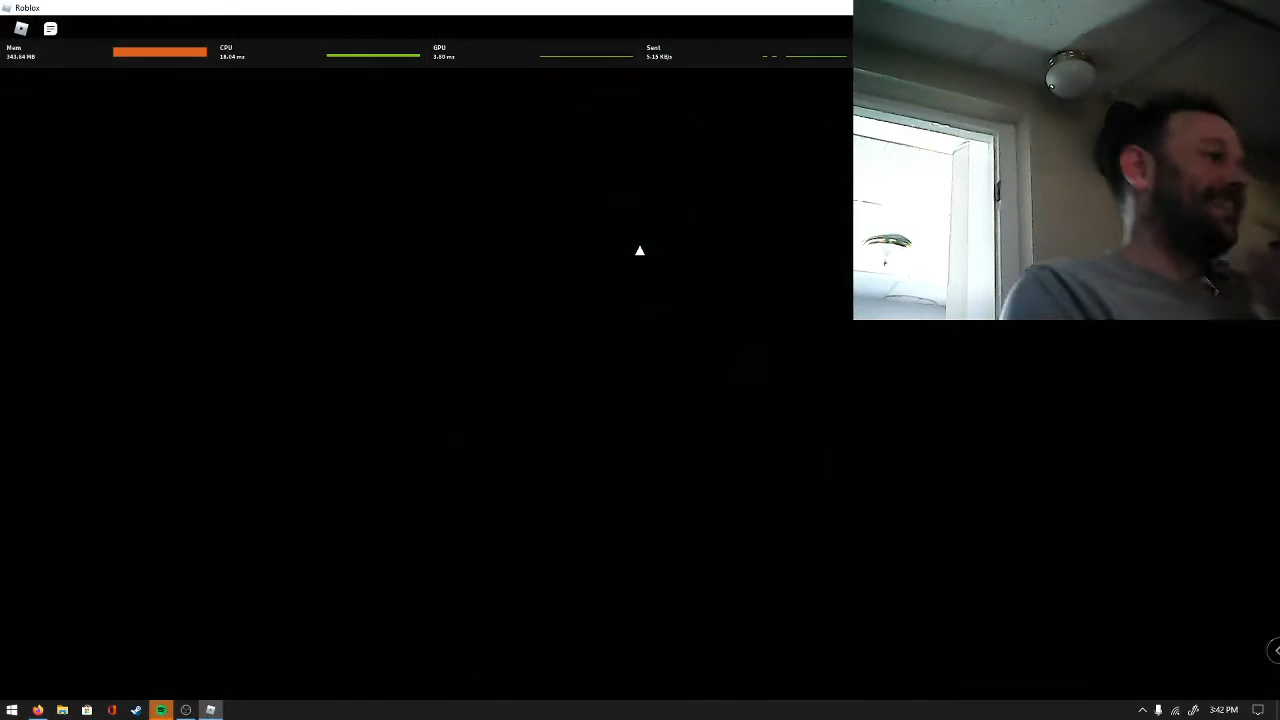 Roblox
Mem CPU GPU Sent
343.64 MB 18.04 ms 3.80 ms 5.15 KB/s
3:42 PM